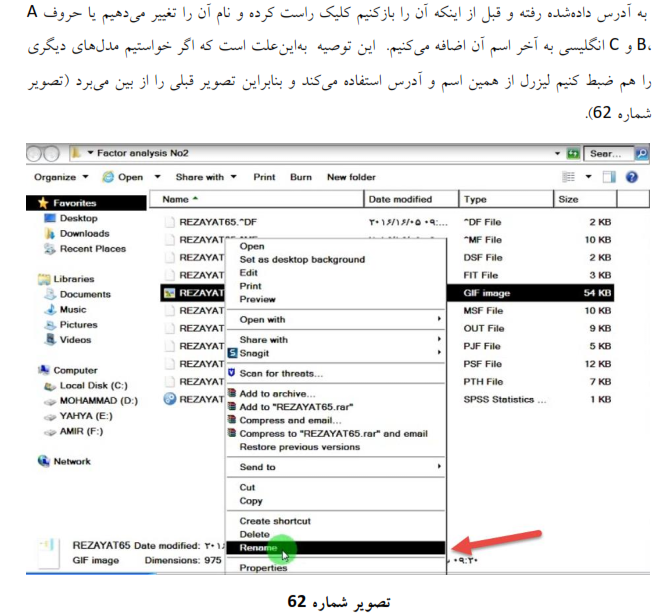 به آدرس داده‌شده رفته و قبل از اینکه آن را بازکنیم کلیک راست کرده و نام آن را تغییر می‌دهیم یا حروف A
،B و C انگلیسی به آخر اسم آن اضافه می‌کنیم. این توصیه به‌این‌علت است که اگر خواستیم مدل‌های دیگری
را هم ضبط کنیم لیزرل از همین اسم و آدرس استفاده می‌کند و بنابراین تصویر قبلی را از بین می‌برد (تصویر
شماره 62).
Factor analysis No2
Sear...
Organize Open Share with Print Burn New folder
Favorites
Desktop
Downloads
Recent Places
Libraries
Documents
Music
Pictures
Videos
Computer
Local Disk (C:)
MOHAMMAD (D:)
YAHYA (E:)
AMIR (F:)
Network
Name Date modified Type Size
REZAYAT65.^DF ۲۰۱۶/۱۶/۰۵ ۰۹:... ^DF File 2 KB
REZAYAT65.^MF ^MF File 10 KB
REZAYAT DSF File 2 KB
REZAYAT FIT File 3 KB
REZAYAT GIF image 54 KB
REZAYAT MSF File 10 KB
REZAYAT OUT File 9 KB
REZAYAT PJF File 5 KB
REZAYAT PSF File 12 KB
REZAYAT PTH File 7 KB
REZAYAT SPSS Statistics ... 1 KB
Open
Set as desktop background
Edit
Print
Preview
Open with
Share with
Snagit
Scan for threats...
Add to archive...
Add to "REZAYAT65.rar"
Compress and email...
Compress to "REZAYAT65.rar" and email
Restore previous versions
Send to
Cut
Copy
Create shortcut
Delete
Rename
Properties
REZAYAT65 Date modified: ۲۰۱
GIF image Dimensions: 975 ۰۹:۲۰
تصویر شماره 62